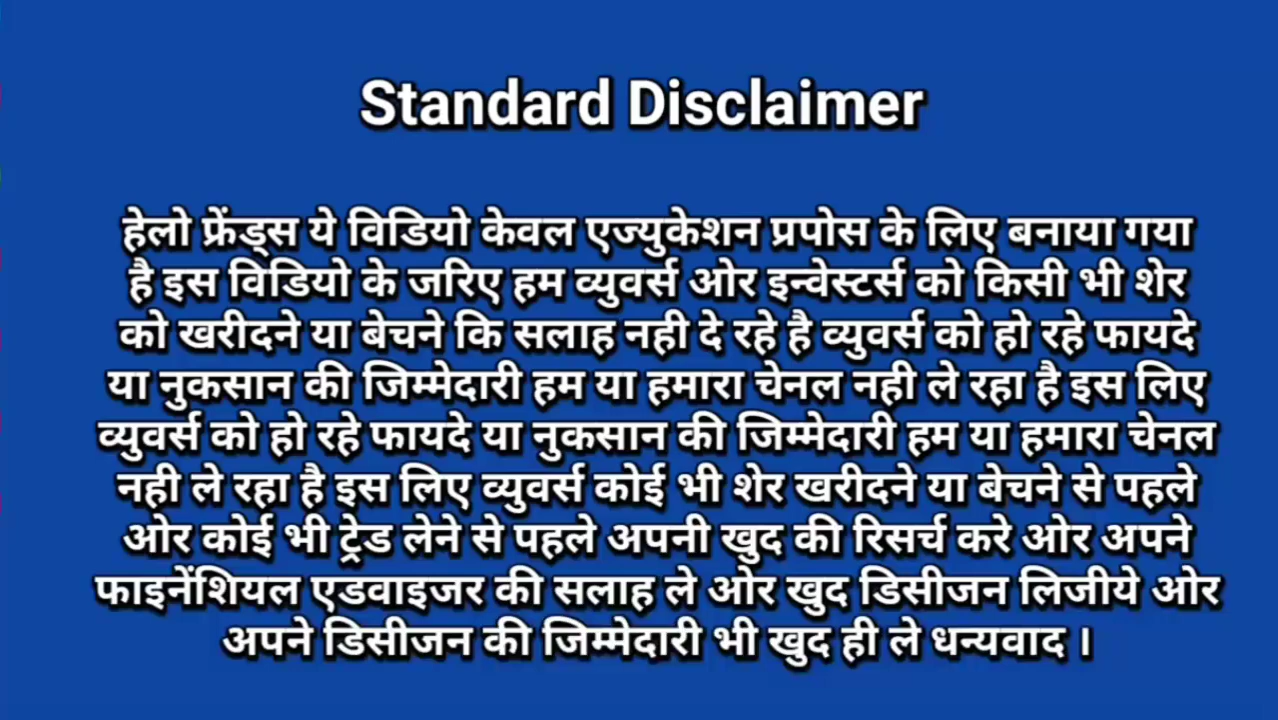 Standard Disclaimer
हेलो फ्रेंड्स ये विडियो केवल एज्युकेशन प्रपोस के लिए बनाया गया
है इस विडियो के जरिए हम व्युवर्स ओर इन्वेस्टर्स को किसी भी शेर
को खरीदने या बेचने कि सलाह नही दे रहे है व्युवर्स को हो रहे फायदे
या नुकसान की जिम्मेदारी हम या हमारा चेनल नही ले रहा है इस लिए
व्युवर्स को हो रहे फायदे या नुकसान की जिम्मेदारी हम या हमारा चेनल
नही ले रहा है इस लिए व्युवर्स कोई भी शेर खरीदने या बेचने से पहले
ओर कोई भी ट्रेड लेने से पहले अपनी खुद की रिसर्च करे ओर अपने
फाइनेंशियल एडवाइजर की सलाह ले ओर खुद डिसीजन लिजीये ओर
अपने डिसीजन की जिम्मेदारी भी खुद ही ले धन्यवाद ।